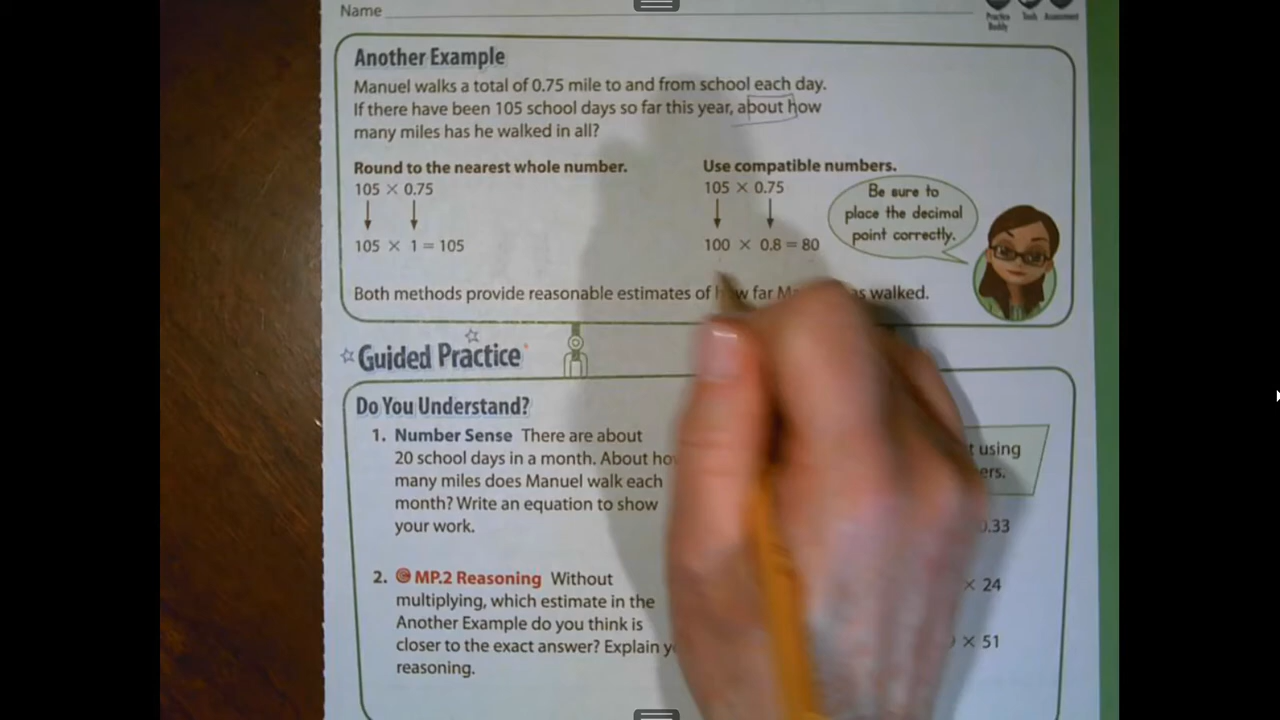 Name
Practice Buddy Tools Assessment
Another Example
Manuel walks a total of 0.75 mile to and from school each day.
If there have been 105 school days so far this year, about how
many miles has he walked in all?
Round to the nearest whole number.
105 × 0.75
105 × 1 = 105
Use compatible numbers.
105 × 0.75
100 × 0.8 = 80
Be sure to
place the decimal
point correctly.
Both methods provide reasonable estimates of how far walked.
Guided Practice
Do You Understand?
1. Number Sense There are about
20 school days in a month. About
many miles does Manuel walk each
month? Write an equation to show
your work.
2. MP.2 Reasoning Without
multiplying, which estimate in the
Another Example do you think is
closer to the exact answer? Explain
reasoning.
using
0.33
× 24
× 51